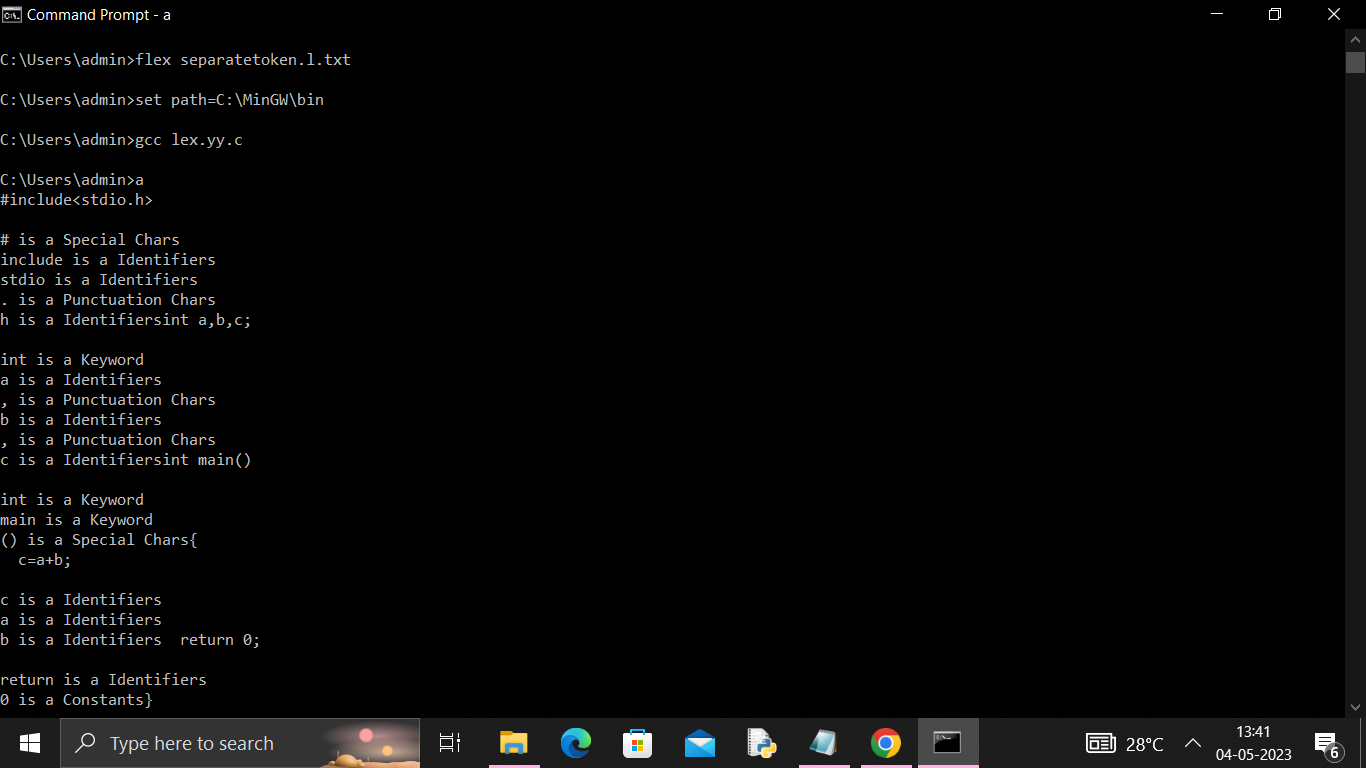 Command Prompt - a
C:\Users\admin>flex separatetoken.l.txt
C:\Users\admin>set path=C:\MinGW\bin
C:\Users\admin>gcc lex.yy.c
C:\Users\admin>a
#include<stdio.h>
# is a Special Chars
include is a Identifiers
stdio is a Identifiers
. is a Punctuation Chars
h is a Identifiersint a,b,c;
int is a Keyword
a is a Identifiers
, is a Punctuation Chars
b is a Identifiers
, is a Punctuation Chars
c is a Identifiersint main()
int is a Keyword
main is a Keyword
() is a Special Chars{
  c=a+b;
c is a Identifiers
a is a Identifiers
b is a Identifiers  return 0;
return is a Identifiers
0 is a Constants}
Type here to search
28°C
13:41
04-05-2023
6